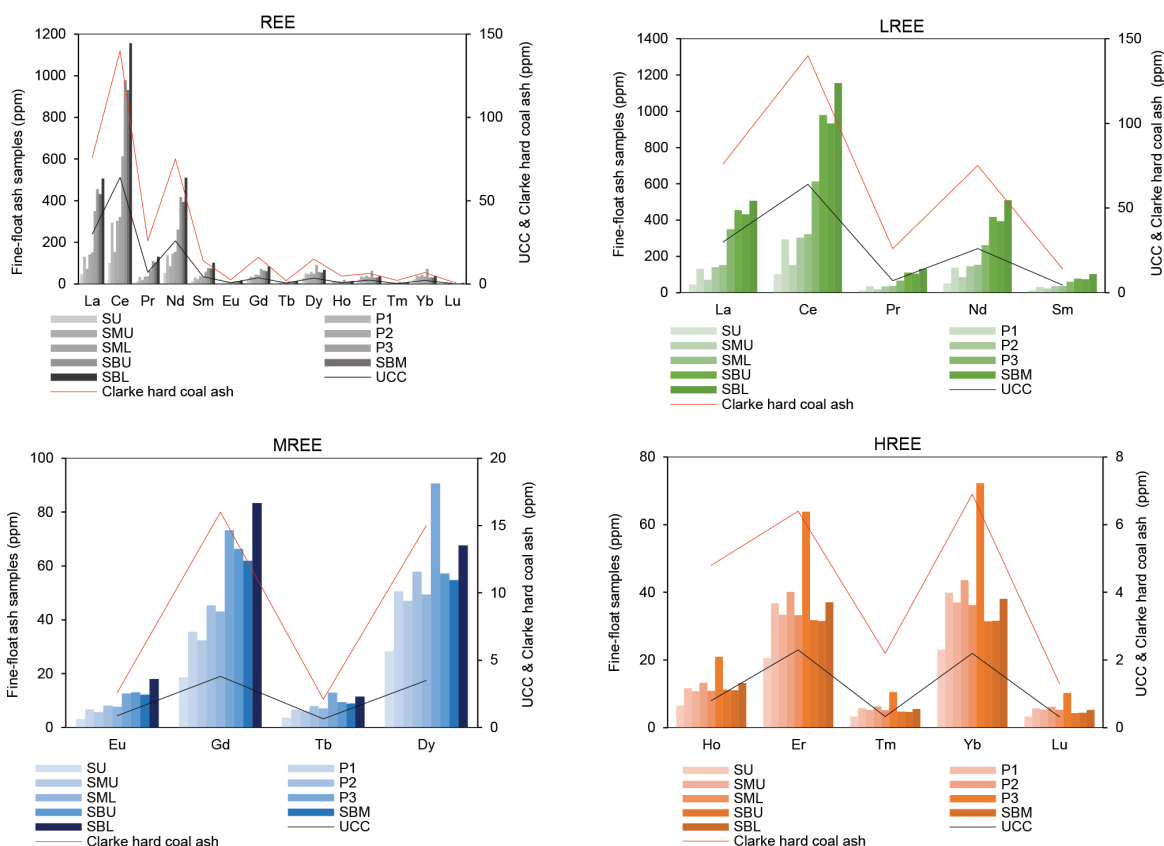 REE
1200
1000
800
600
400
200
0
Fine-float ash samples (ppm)
150
100
50
0
UCC & Clarke hard coal ash (ppm)
La Ce Pr Nd Sm Eu Gd Tb Dy Ho Er Tm Yb Lu
SU P1
SMU P2
SML P3
SBU SBM
SBL UCC
Clarke hard coal ash
LREE
1400
1200
1000
800
600
400
200
0
Fine-float ash samples (ppm)
150
100
50
0
UCC & Clarke hard coal ash (ppm)
La Ce Pr Nd Sm
SU P1
SMU P2
SML P3
SBU SBM
SBL UCC
Clarke hard coal ash
MREE
100
80
60
40
20
0
Fine-float ash samples (ppm)
20
15
10
5
0
UCC & Clarke hard coal ash (ppm)
Eu Gd Tb Dy
SU P1
SMU P2
SML P3
SBU SBM
SBL UCC
Clarke hard coal ash
HREE
80
60
40
20
0
Fine-float ash samples (ppm)
8
6
4
2
0
UCC & Clarke hard coal ash (ppm)
Ho Er Tm Yb Lu
SU P1
SMU P2
SML P3
SBU SBM
SBL UCC
Clarke hard coal ash